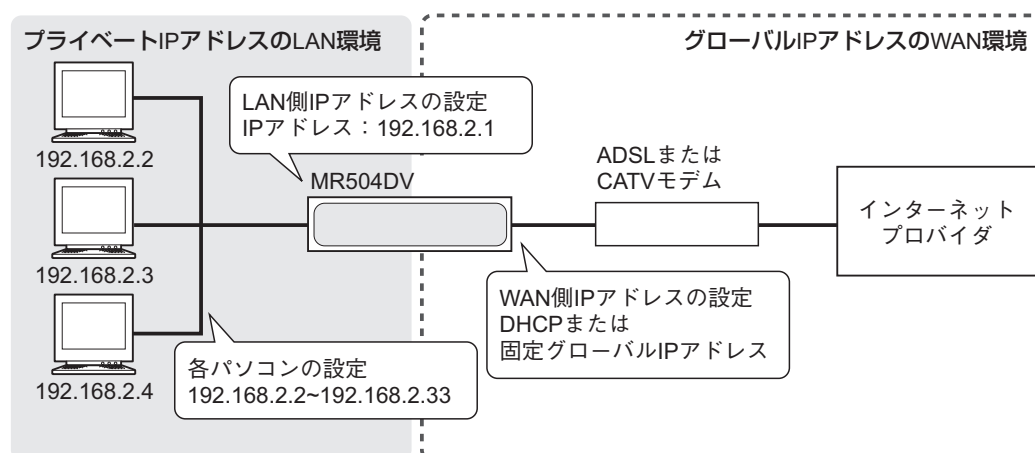 プライベートIPアドレスのLAN環境
グローバルIPアドレスのWAN環境
LAN側IPアドレスの設定
IPアドレス：192.168.2.1
192.168.2.2
MR504DV
ADSLまたは
CATVモデム
インターネット
プロバイダ
192.168.2.3
WAN側IPアドレスの設定
DHCPまたは
固定グローバルIPアドレス
各パソコンの設定
192.168.2.2~192.168.2.33
192.168.2.4